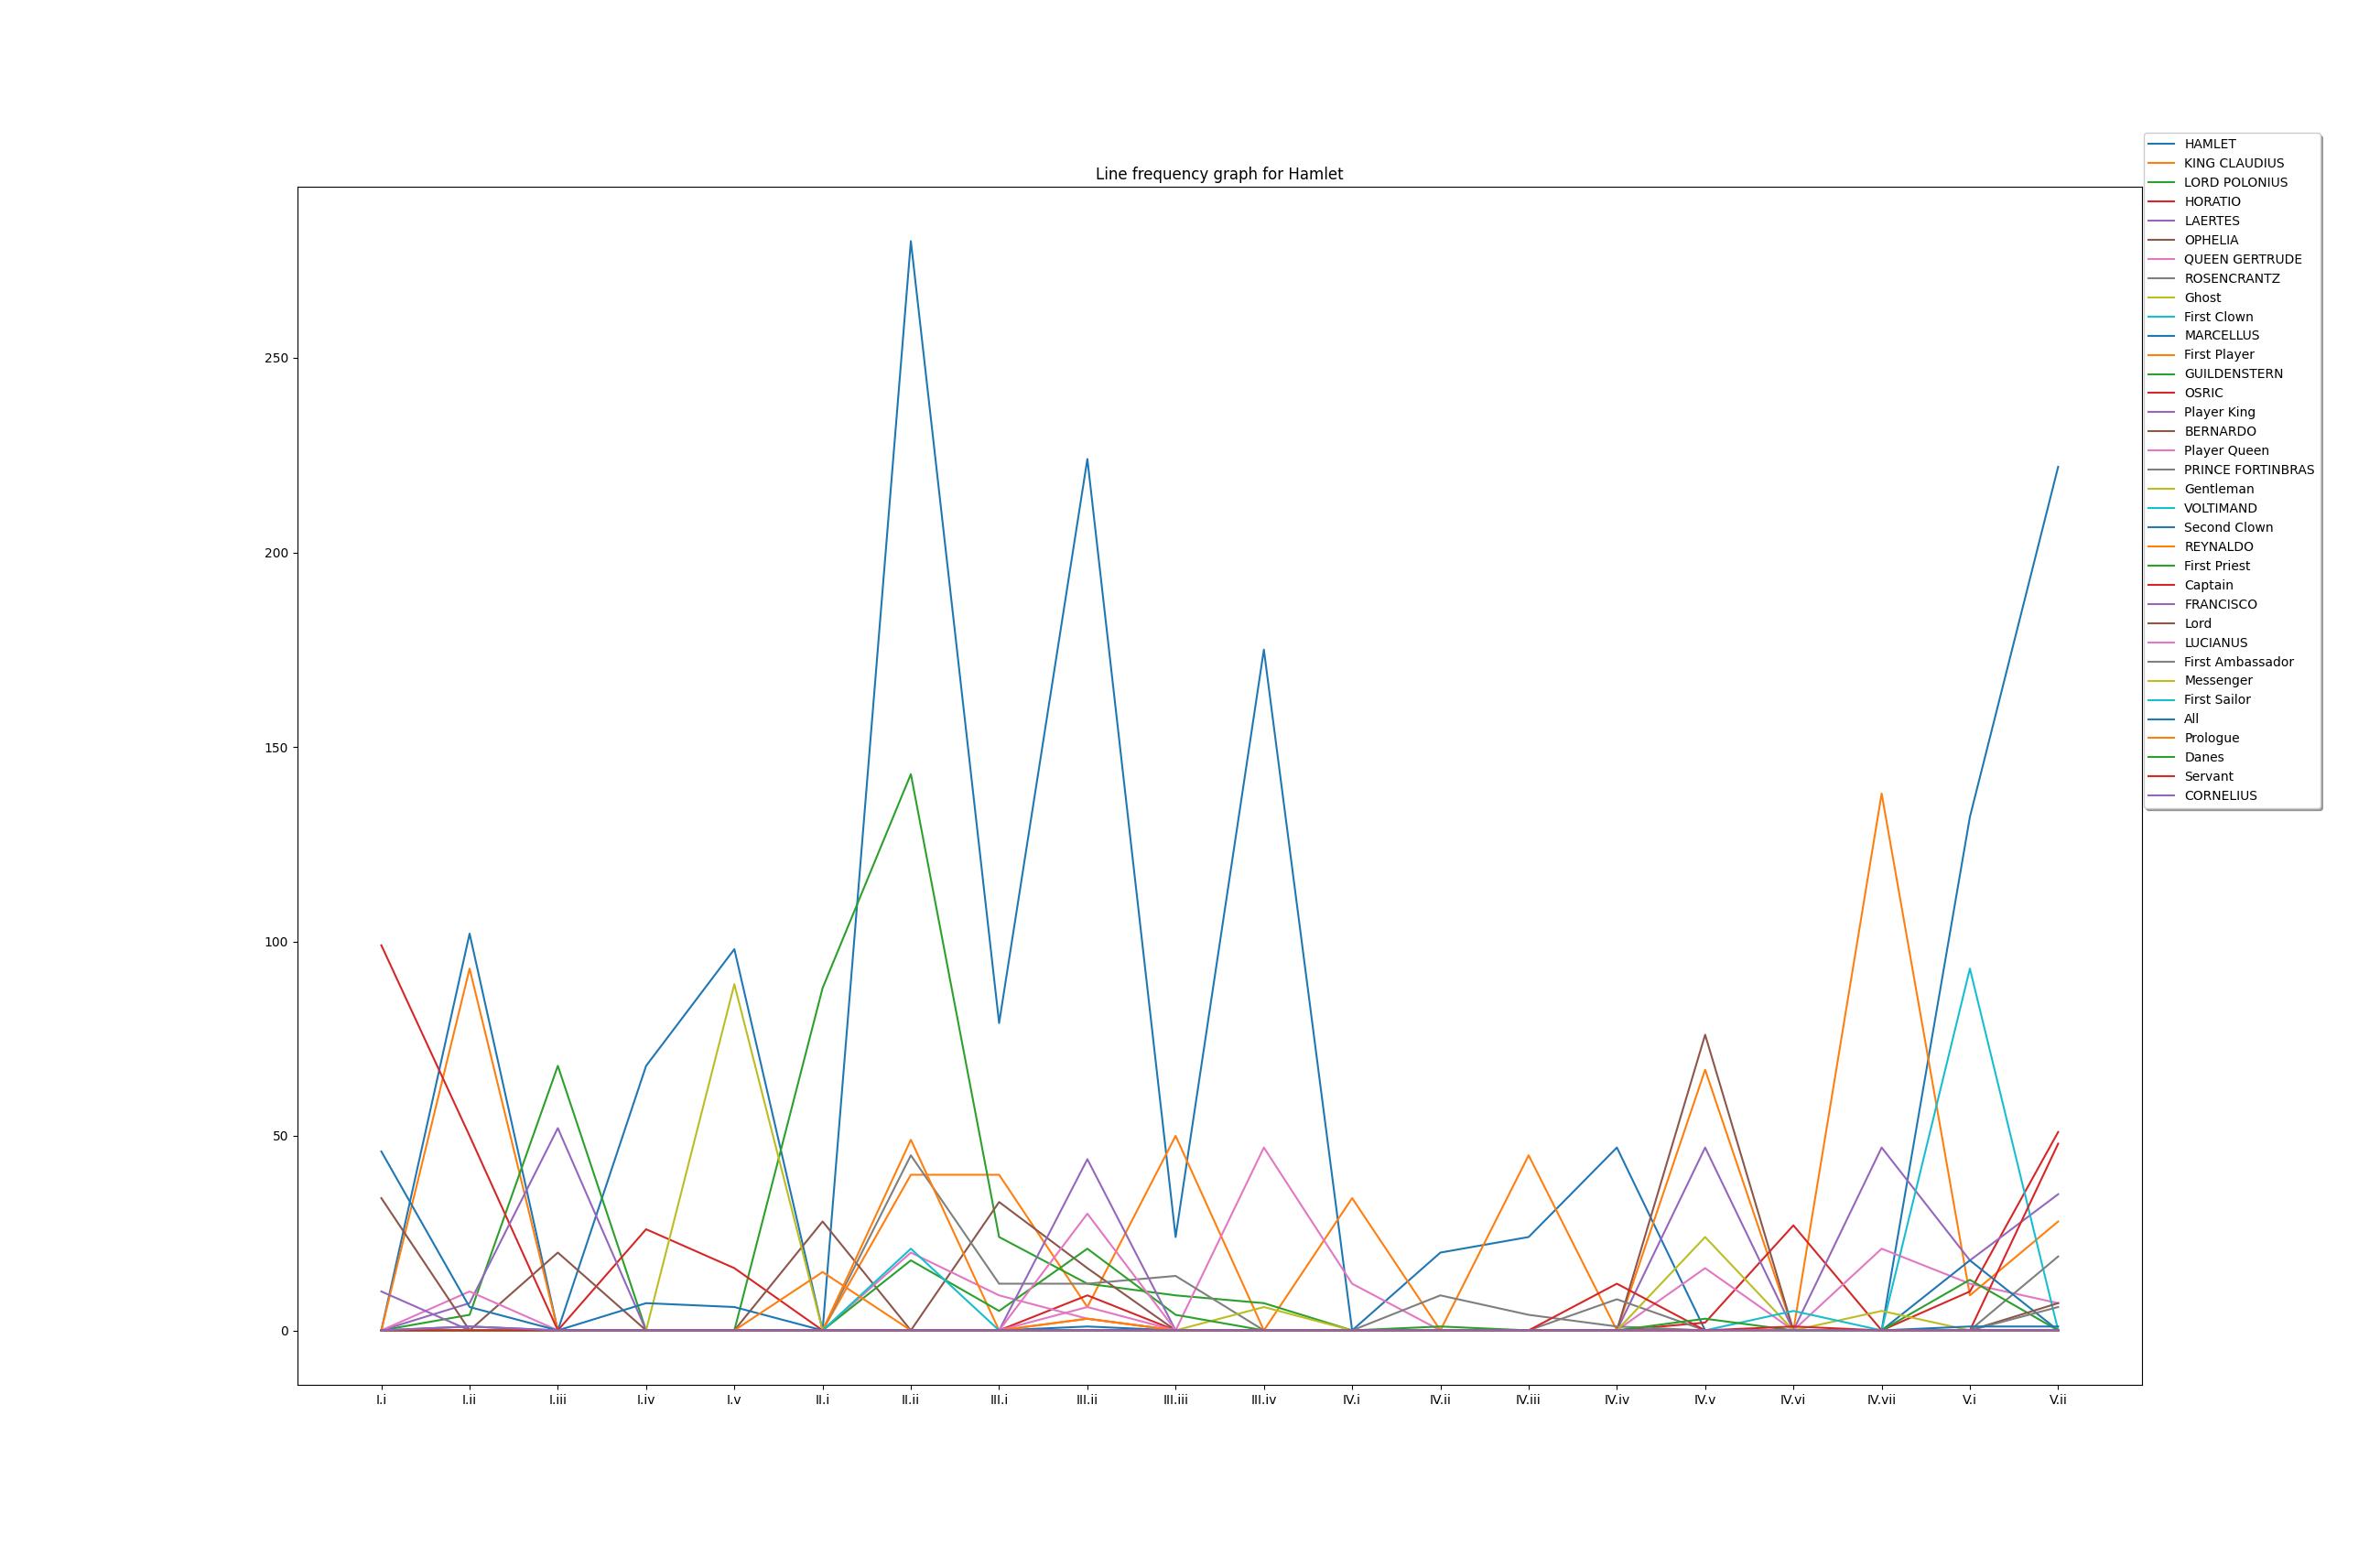 Line frequency graph for Hamlet
HAMLET
KING CLAUDIUS
LORD POLONIUS
HORATIO
LAERTES
OPHELIA
QUEEN GERTRUDE
ROSENCRANTZ
Ghost
First Clown
MARCELLUS
First Player
GUILDENSTERN
OSRIC
Player King
BERNARDO
Player Queen
PRINCE FORTINBRAS
Gentleman
VOLTIMAND
Second Clown
REYNALDO
First Priest
Captain
FRANCISCO
Lord
LUCIANUS
First Ambassador
Messenger
First Sailor
All
Prologue
Danes
Servant
CORNELIUS
250
200
150
100
50
0
I.i I.ii I.iii I.iv I.v II.i II.ii III.i III.ii III.iii III.iv IV.i IV.ii IV.iii IV.iv IV.v IV.vi IV.vii V.i V.ii